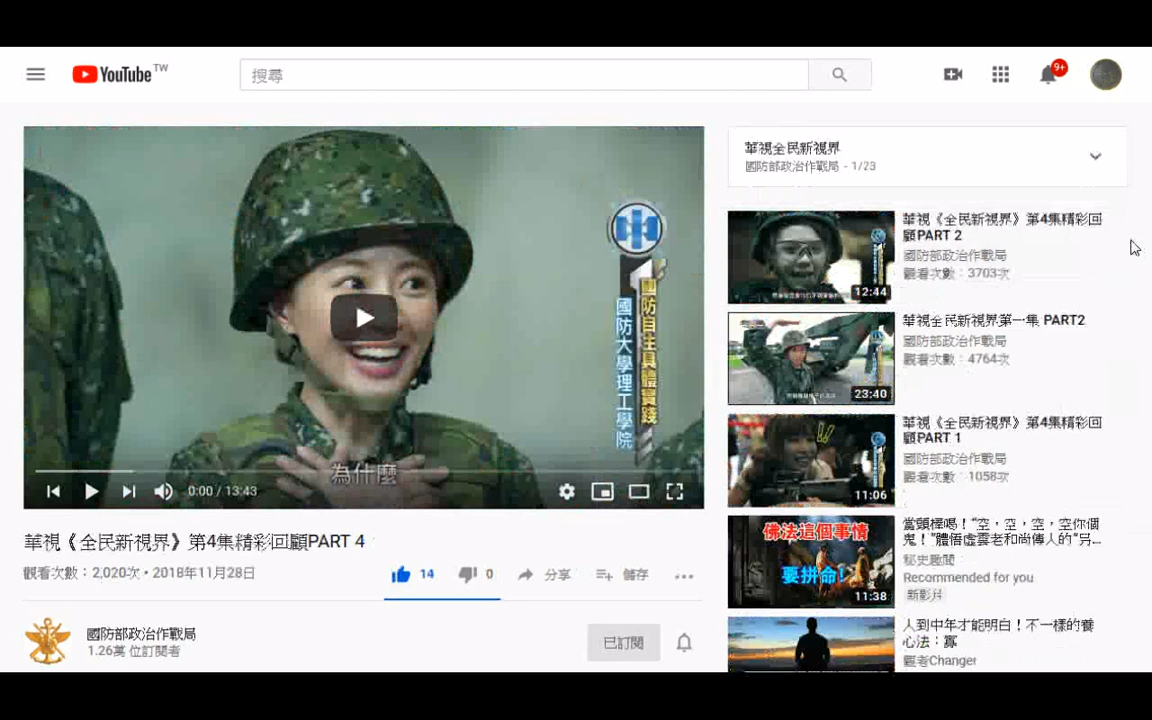 YouTube TW
搜尋
9+
國防自主具體實踐
國防大學理工學院
為什麼
0:00 / 13:43
華視《全民新視界》第4集精彩回顧PART 4
觀看次數：2,020次 • 2018年11月28日
14
0
分享
儲存
國防部政治作戰局
1.26萬 位訂閱者
已訂閱
華視全民新視界
國防部政治作戰局 - 1/23
華視《全民新視界》第4集精彩回
顧PART 2
國防部政治作戰局
觀看次數：3703次
12:44
華視全民新視界第一集 PART2
國防部政治作戰局
觀看次數：4764次
23:40
華視《全民新視界》第4集精彩回
顧PART 1
國防部政治作戰局
觀看次數：1058次
11:06
佛法這個事情
要拼命!
11:38
當頭棒喝！“空，空，空，空你個
鬼！”體悟虛雲老和尚傳人的“另...
秘史趣聞
Recommended for you
新影片
人到中年才能明白！不一樣的養
心法：寡
觀者Changer